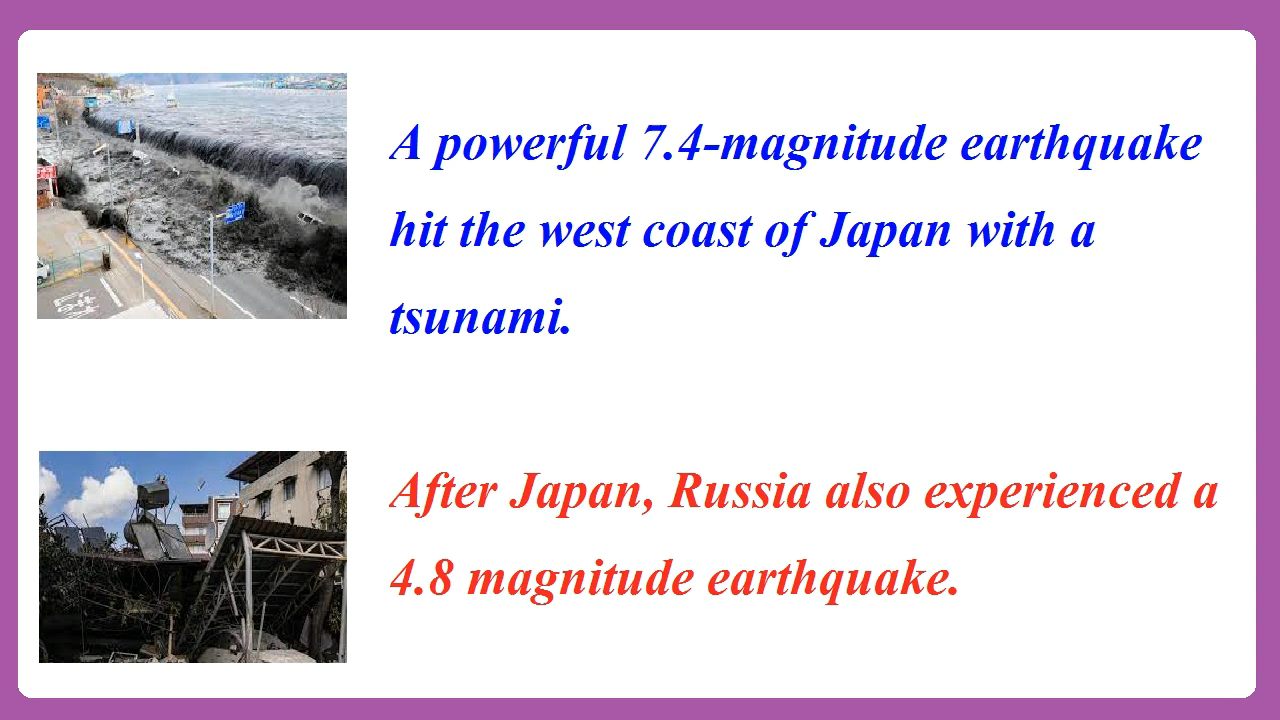 A powerful 7.4-magnitude earthquake
hit the west coast of Japan with a
tsunami.
After Japan, Russia also experienced a
4.8 magnitude earthquake.